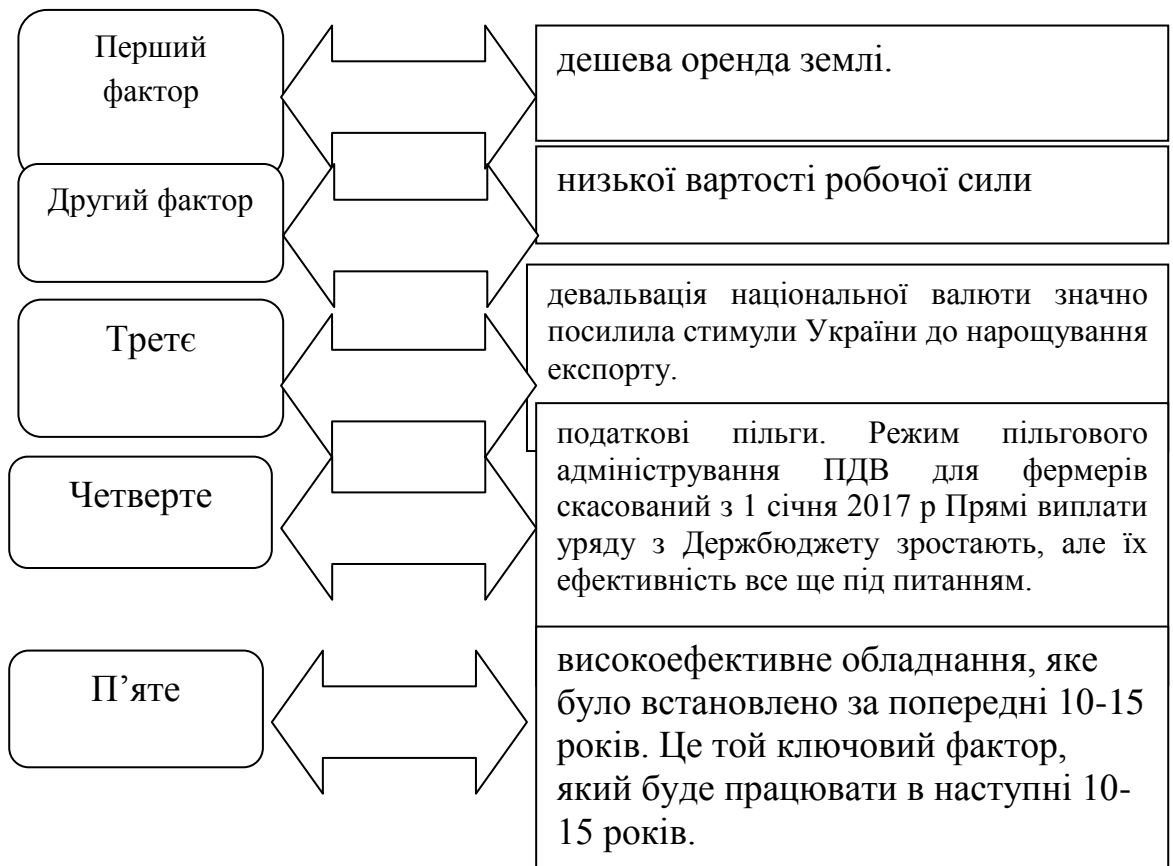 Перший
фактор
дешева оренда землі.
Другий фактор
низької вартості робочої сили
Третє
девальвація національної валюти значно
посилила стимули України до нарощування
експорту.
Четверте
податкові пільги. Режим пільгового
адміністрування ПДВ для фермерів
скасований з 1 січня 2017 р Прямі виплати
уряду з Держбюджету зростають, але їх
ефективність все ще під питанням.
П’яте
високоефективне обладнання, яке
було встановлено за попередні 10-15
років. Це той ключовий фактор,
який буде працювати в наступні 10-
15 років.